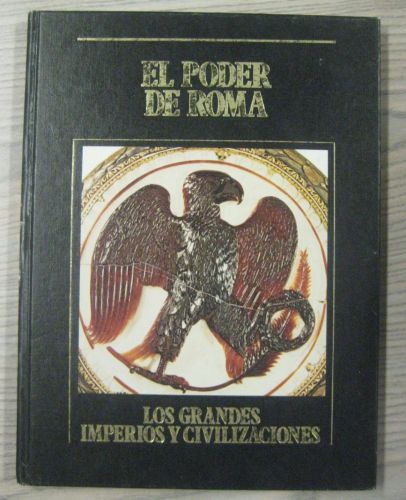 EL PODER
DE ROMA
LOS GRANDES
IMPERIOS Y CIVILIZACIONES